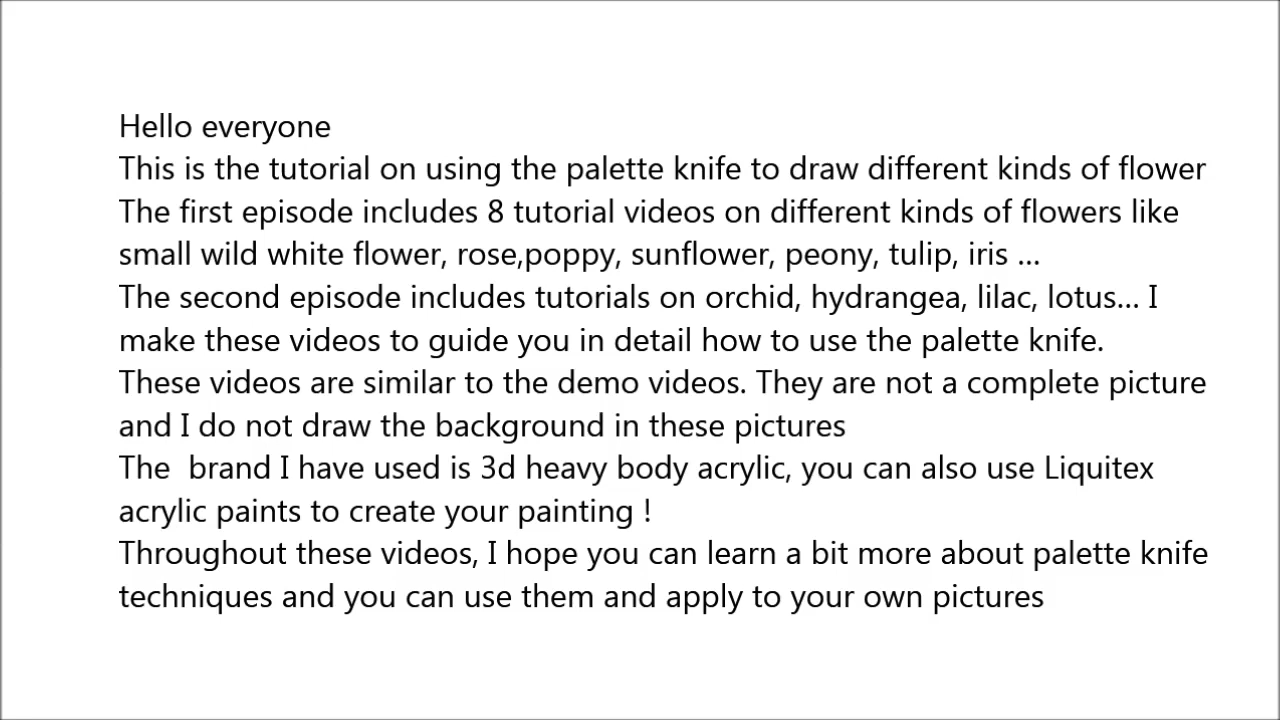 Hello everyone
This is the tutorial on using the palette knife to draw different kinds of flower
The first episode includes 8 tutorial videos on different kinds of flowers like
small wild white flower, rose,poppy, sunflower, peony, tulip, iris ...
The second episode includes tutorials on orchid, hydrangea, lilac, lotus... I
make these videos to guide you in detail how to use the palette knife.
These videos are similar to the demo videos. They are not a complete picture
and I do not draw the background in these pictures
The  brand I have used is 3d heavy body acrylic, you can also use Liquitex
acrylic paints to create your painting !
Throughout these videos, I hope you can learn a bit more about palette knife
techniques and you can use them and apply to your own pictures